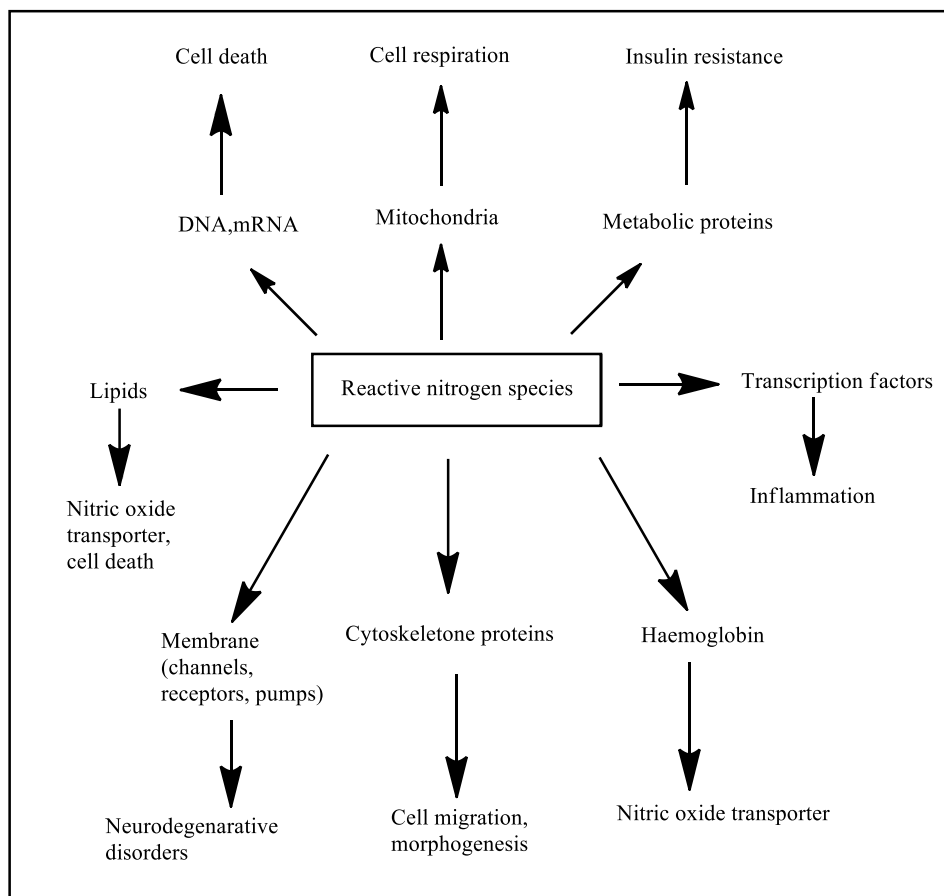 Cell death
Cell respiration
Insulin resistance
DNA,mRNA
Mitochondria
Metabolic proteins
Lipids
Reactive nitrogen species
Transcription factors
Nitric oxide
transporter,
cell death
Inflammation
Membrane
(channels,
receptors, pumps)
Cytoskeletone proteins
Haemoglobin
Neurodegenarative
disorders
Cell migration,
morphogenesis
Nitric oxide transporter